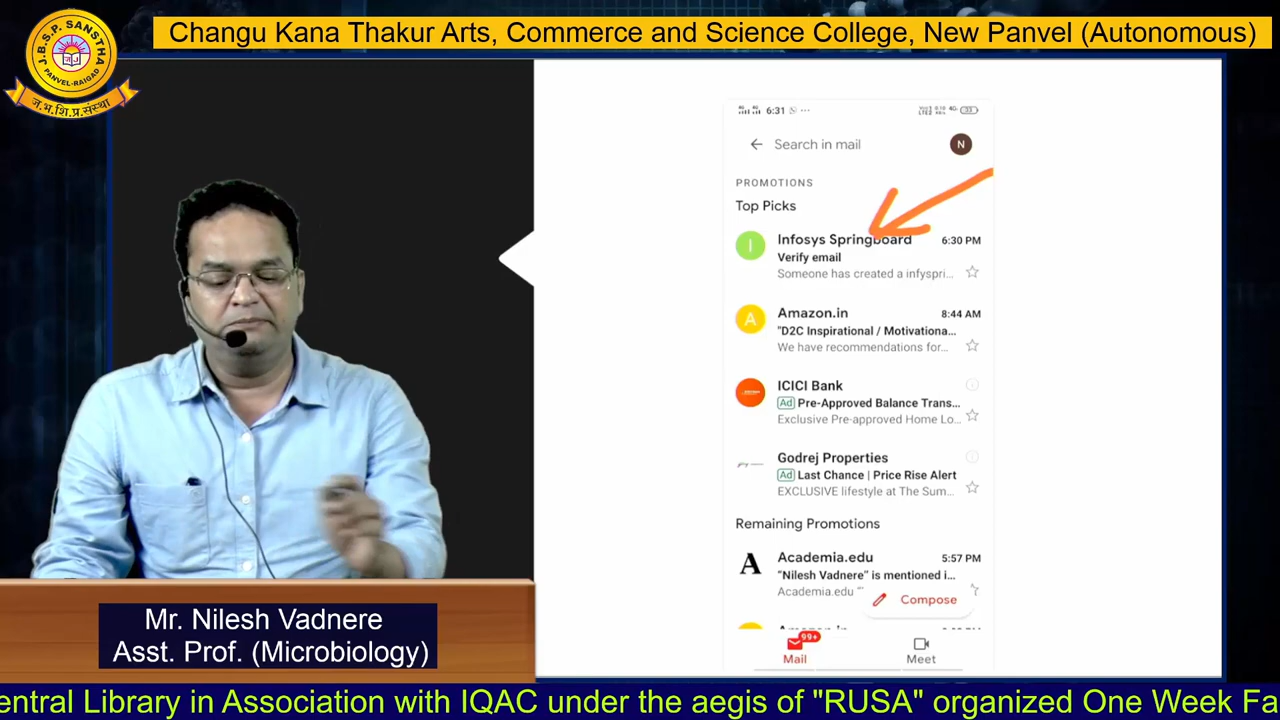 Changu Kana Thakur Arts, Commerce and Science College, New Panvel (Autonomous)
J.B.S.P. SANSTHA
PANVEL-RAIGAD
ज.भ.शि.प्र.संस्था
6:31
Search in mail
N
PROMOTIONS
Top Picks
I
Infosys Springboard 6:30 PM
Verify email
Someone has created a infyspri...
A
Amazon.in 8:44 AM
"D2C Inspirational / Motivationa...
We have recommendations for...
ICICI Bank
Ad Pre-Approved Balance Trans...
Exclusive Pre-approved Home Lo...
Godrej Properties
Ad Last Chance | Price Rise Alert
EXCLUSIVE lifestyle at The Sum...
Remaining Promotions
A
Academia.edu 5:57 PM
"Nilesh Vadnere" is mentioned i...
Academia.edu
Compose
99+
Mail Meet
Mr. Nilesh Vadnere
Asst. Prof. (Microbiology)
entral Library in Association with IQAC under the aegis of "RUSA" organized One Week Fa